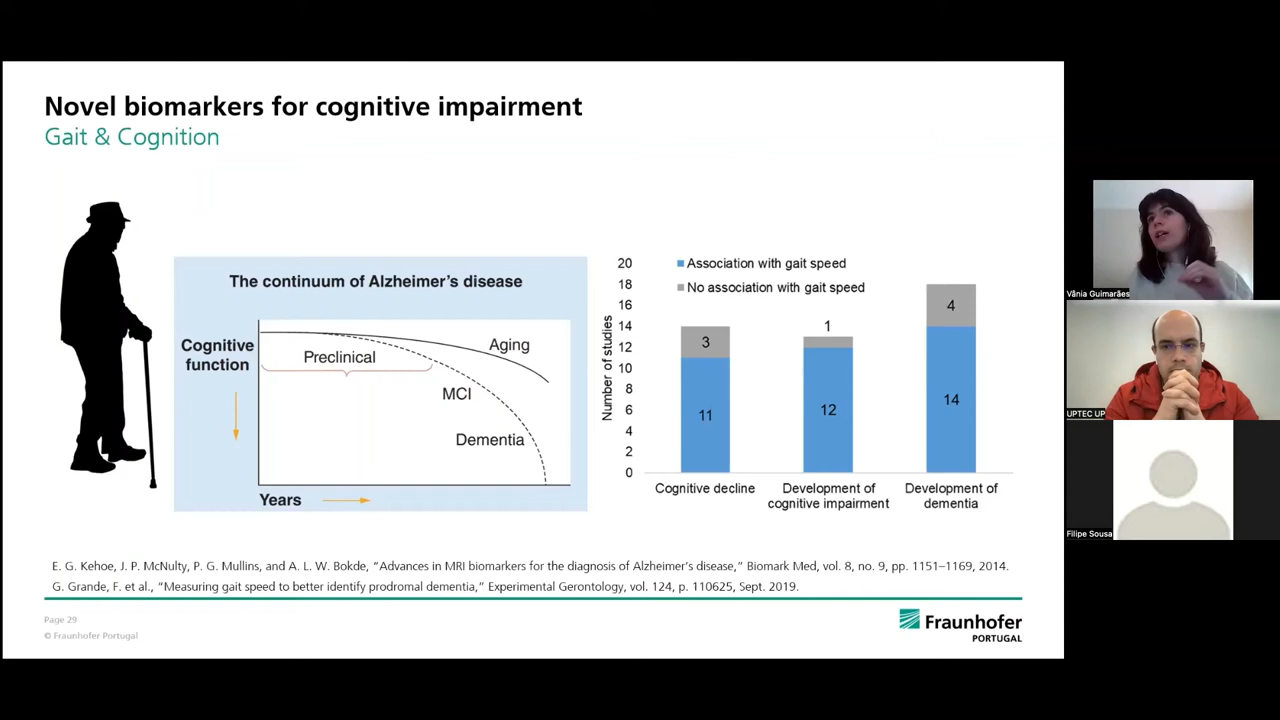 Novel biomarkers for cognitive impairment
Gait & Cognition
The continuum of Alzheimer's disease
Cognitive
function
Preclinical
Aging
MCI
Dementia
Years
Number of studies
20
18
16
14
12
10
8
6
4
2
0
Association with gait speed
No association with gait speed
3
11
1
12
4
14
Cognitive decline
Development of
cognitive impairment
Development of
dementia
E. G. Kehoe, J. P. McNulty, P. G. Mullins, and A. L. W. Bokde, “Advances in MRI biomarkers for the diagnosis of Alzheimer’s disease,” Biomark Med, vol. 8, no. 9, pp. 1151–1169, 2014.
G. Grande, F. et al., “Measuring gait speed to better identify prodromal dementia,” Experimental Gerontology, vol. 124, p. 110625, Sept. 2019.
Page 29
© Fraunhofer Portugal
Fraunhofer
PORTUGAL
Vânia Guimarães
UPTEC UP
Filipe Sousa